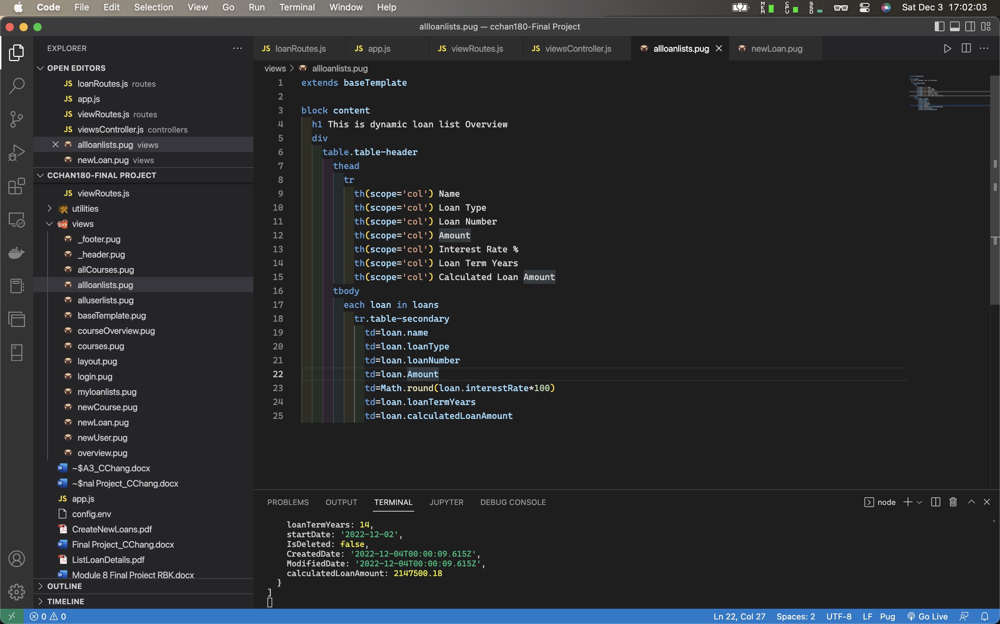 Code File Edit Selection View Go Run Terminal Window Help MEM CPU SSD Sat Dec 3 17:02:03
allloanlists.pug — cchan180-Final Project
EXPLORER
OPEN EDITORS
JS loanRoutes.js routes
JS app.js
JS viewRoutes.js routes
JS viewsController.js controllers
allloanlists.pug views
newLoan.pug views
CCHAN180-FINAL PROJECT
JS viewRoutes.js
utilities
views
_footer.pug
_header.pug
allCourses.pug
allloanlists.pug
alluserlists.pug
baseTemplate.pug
courseOverview.pug
courses.pug
layout.pug
login.pug
myloanlists.pug
newCourse.pug
newLoan.pug
newUser.pug
overview.pug
~$A3_CChang.docx
~$nal Project_CChang.docx
JS app.js
config.env
CreateNewLoans.pdf
Final Project_CChang.docx
ListLoanDetails.pdf
Module 8 Final Project RBK.docx
OUTLINE
TIMELINE
JS loanRoutes.js JS app.js JS viewRoutes.js JS viewsController.js allloanlists.pug newLoan.pug
views > allloanlists.pug
1 extends baseTemplate
2
3 block content
4 h1 This is dynamic loan list Overview
5 div
6 table.table-header
7 thead
8 tr
9 th(scope='col') Name
10 th(scope='col') Loan Type
11 th(scope='col') Loan Number
12 th(scope='col') Amount
13 th(scope='col') Interest Rate %
14 th(scope='col') Loan Term Years
15 th(scope='col') Calculated Loan Amount
16 tbody
17 each loan in loans
18 tr.table-secondary
19 td=loan.name
20 td=loan.loanType
21 td=loan.loanNumber
22 td=loan.Amount
23 td=Math.round(loan.interestRate*100)
24 td=loan.loanTermYears
25 td=loan.calculatedLoanAmount
PROBLEMS OUTPUT TERMINAL JUPYTER DEBUG CONSOLE node
loanTermYears: 14,
startDate: '2022-12-02',
IsDeleted: false,
CreatedDate: '2022-12-04T00:00:09.615Z',
ModifiedDate: '2022-12-04T00:00:09.615Z',
calculatedLoanAmount: 2147500.18
}
]
0 0 Ln 22, Col 27 Spaces: 2 UTF-8 LF Pug Go Live